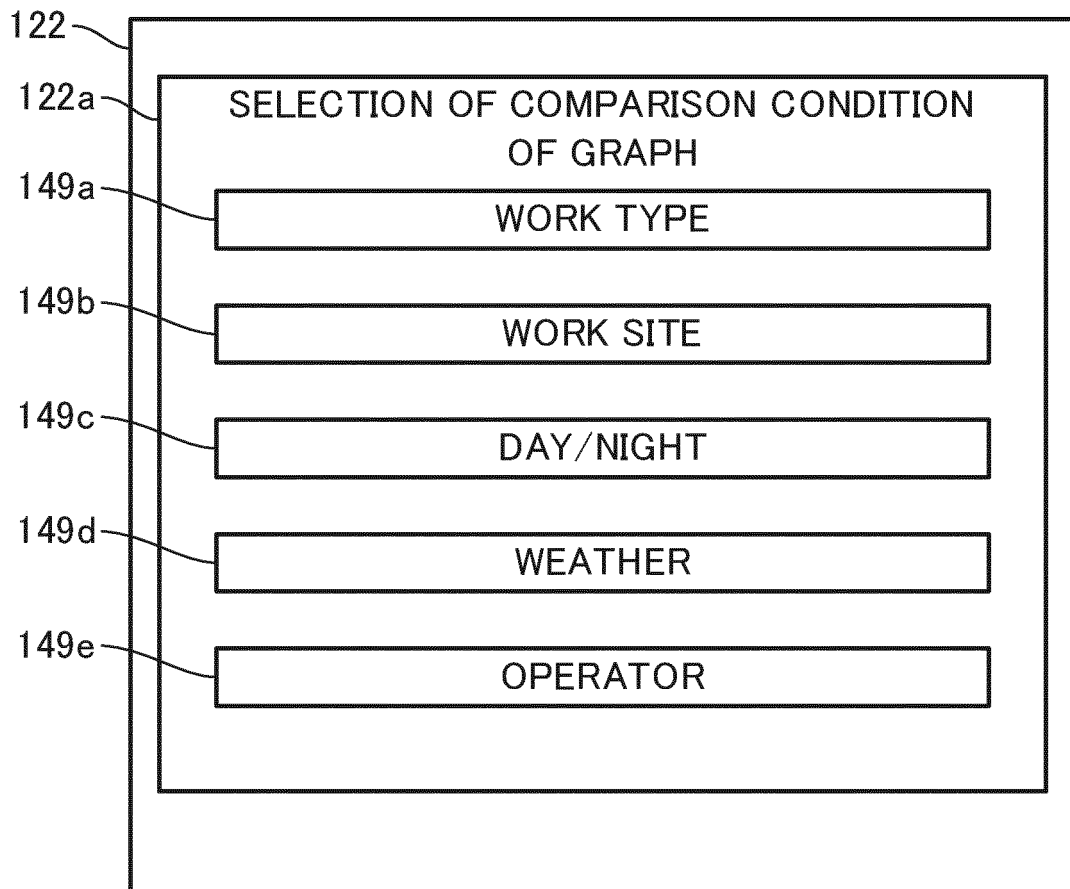 122
122a
SELECTION OF COMPARISON CONDITION
OF GRAPH
149a
WORK TYPE
149b
WORK SITE
149c
DAY/NIGHT
149d
WEATHER
149e
OPERATOR